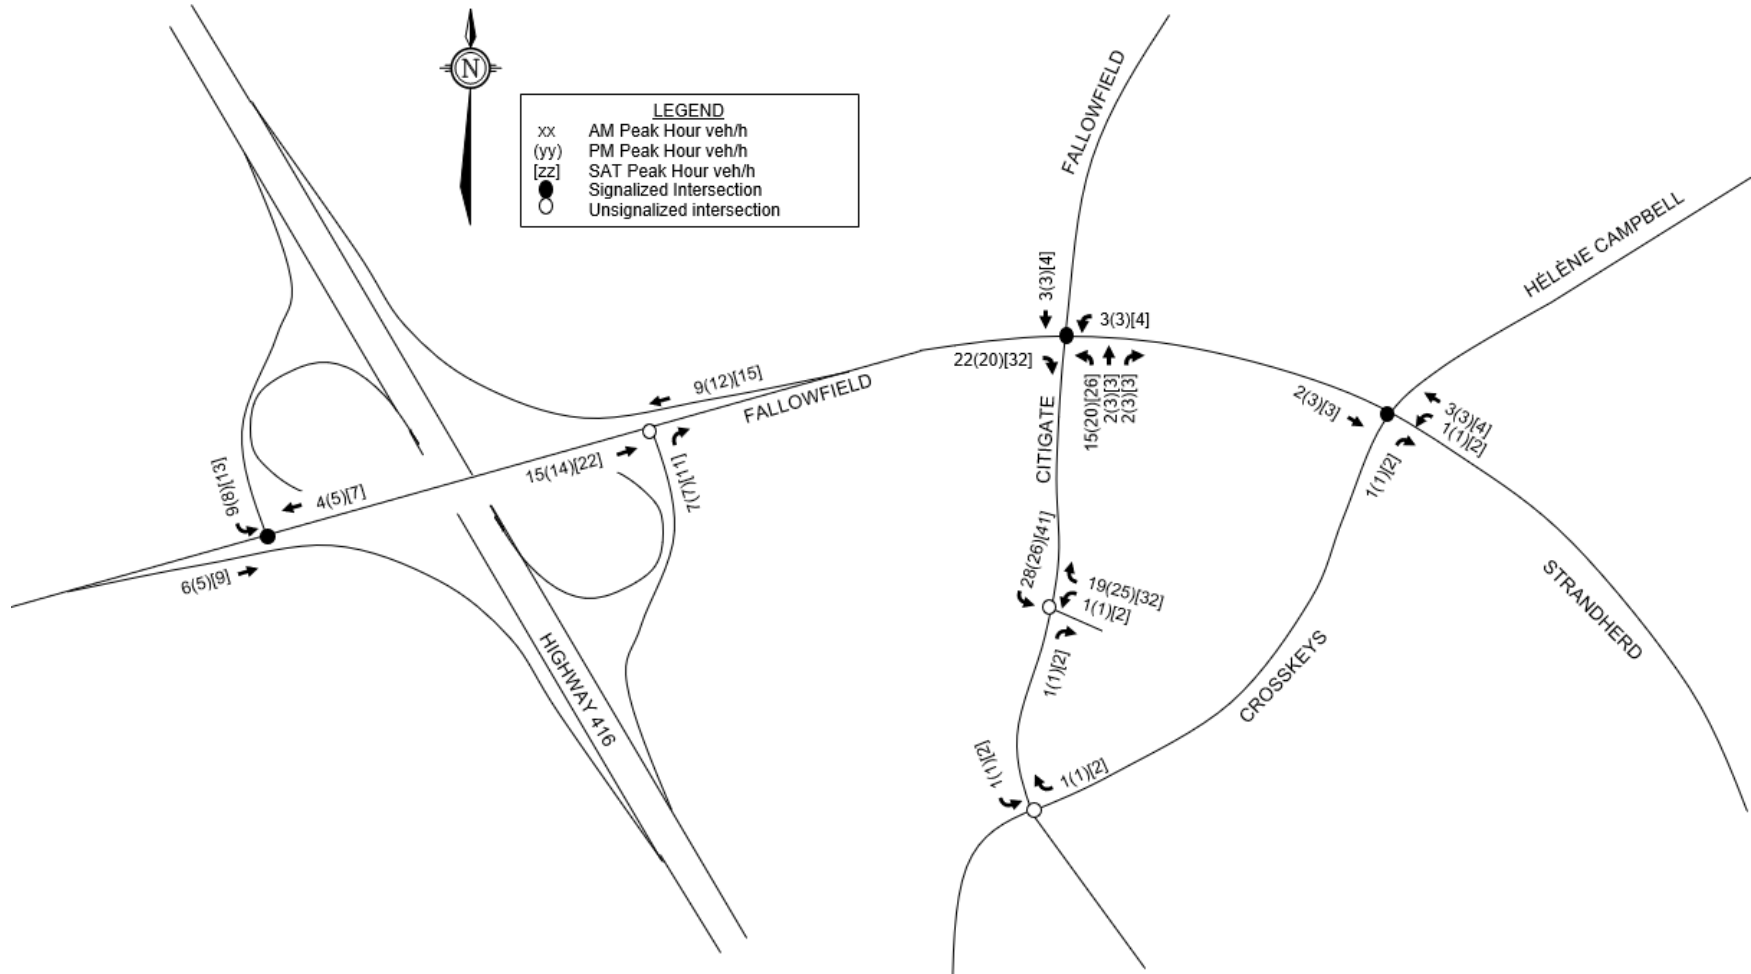 N
LEGEND
xx AM Peak Hour veh/h
(yy) PM Peak Hour veh/h
[zz] SAT Peak Hour veh/h
Signalized Intersection
Unsignalized intersection
FALLOWFIELD
HÉLÈNE CAMPBELL
3(3)[4]
3(3)[4]
22(20)[32]
15(20)[26]
2(3)[3]
2(3)[3]
9(12)[15]
FALLOWFIELD
2(3)[3]
3(3)[4]
1(1)[2]
1(1)[2]
CITIGATE
15(14)[22]
7(7)[11]
9(8)[13]
4(5)[7]
6(5)[9]
28(26)[41]
19(25)[32]
1(1)[2]
1(1)[2]
STRANDHERD
CROSSKEYS
HIGHWAY 416
1(1)[2]
1(1)[2]